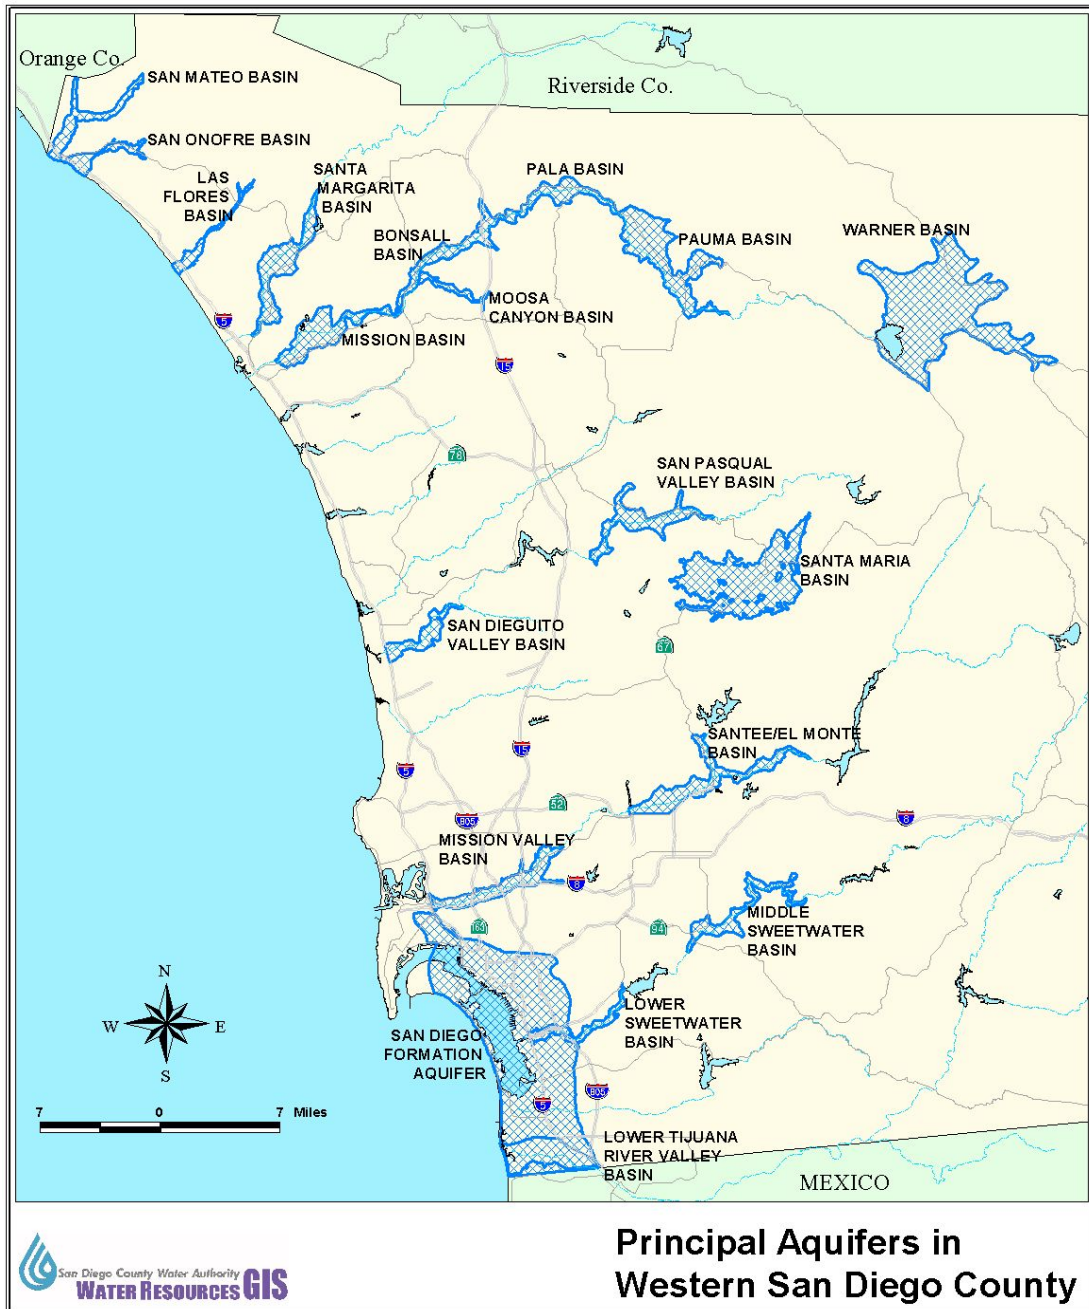 Orange Co.
Riverside Co.
SAN MATEO BASIN
SAN ONOFRE BASIN
LAS
FLORES
BASIN
SANTA
MARGARITA
BASIN
PALA BASIN
BONSALL
BASIN
PAUMA BASIN
WARNER BASIN
MOOSA
CANYON BASIN
5
MISSION BASIN
15
78
SAN PASQUAL
VALLEY BASIN
SANTA MARIA
BASIN
SAN DIEGUITO
VALLEY BASIN
67
SANTEE/EL MONTE
BASIN
15
5
52
805
8
MISSION VALLEY
BASIN
8
163
94
MIDDLE
SWEETWATER
BASIN
N
W
E
S
LOWER
SWEETWATER
BASIN
4
SAN DIEGO
FORMATION
AQUIFER
805
5
7
0
7 Miles
LOWER TIJUANA
RIVER VALLEY
BASIN
MEXICO
San Diego County Water Authority
WATER RESOURCES GIS
Principal Aquifers in
Western San Diego County